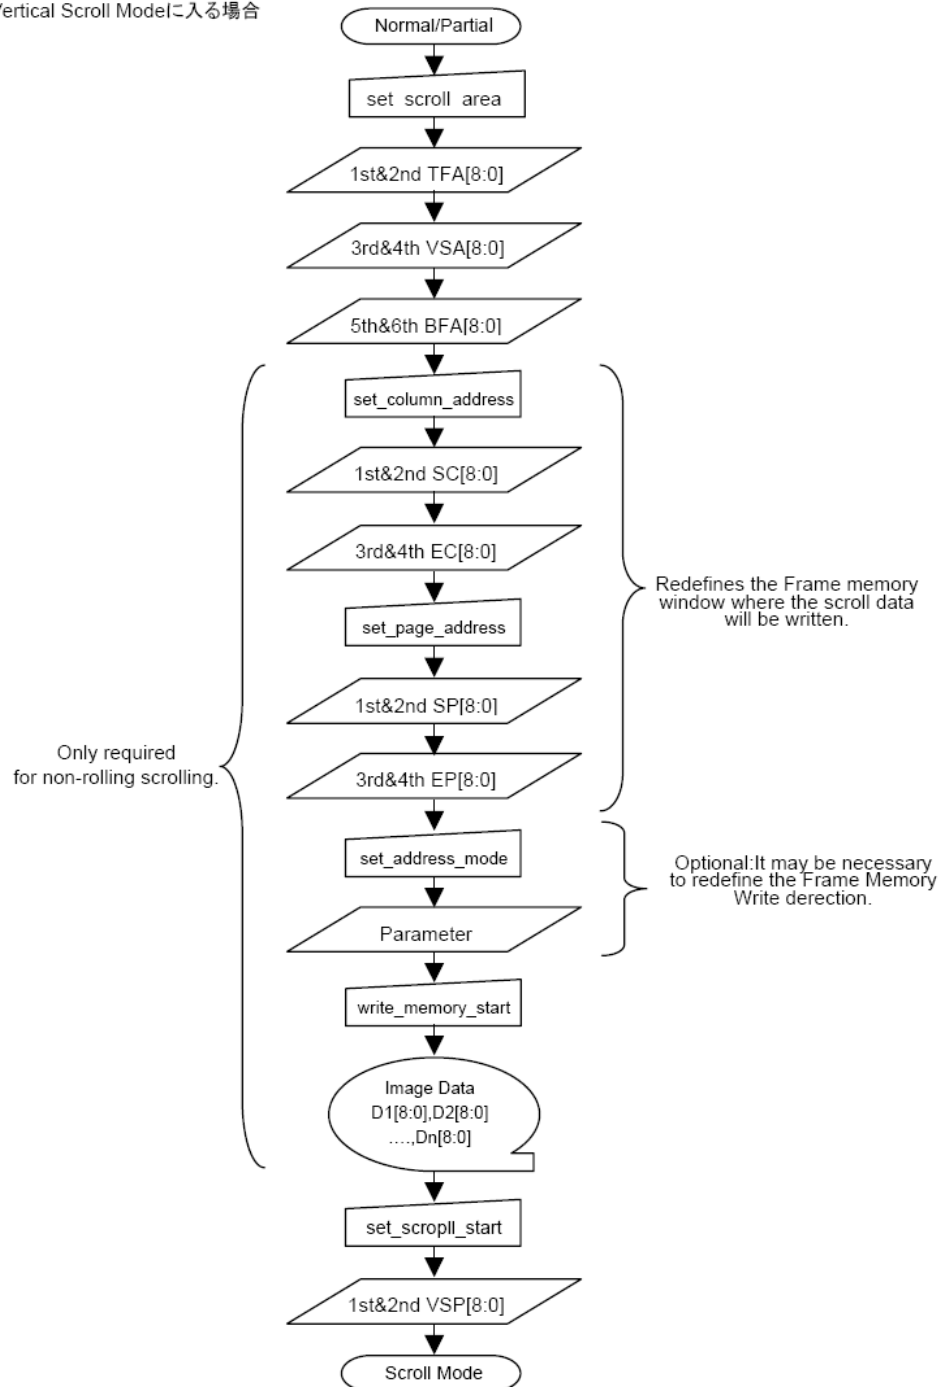 Vertical Scroll Modeに入る場合
Normal/Partial
set scroll area
1st&2nd TFA[8:0]
3rd&4th VSA[8:0]
5th&6th BFA[8:0]
set_column_address
1st&2nd SC[8:0]
3rd&4th EC[8:0]
Redefines the Frame memory
window where the scroll data
will be written.
set_page_address
1st&2nd SP[8:0]
Only required
for non-rolling scrolling.
3rd&4th EP[8:0]
set_address_mode
Optional:It may be necessary
to redefine the Frame Memory
Write derection.
Parameter
write_memory_start
Image Data
D1[8:0],D2[8:0]
....,Dn[8:0]
set_scropll_start
1st&2nd VSP[8:0]
Scroll Mode